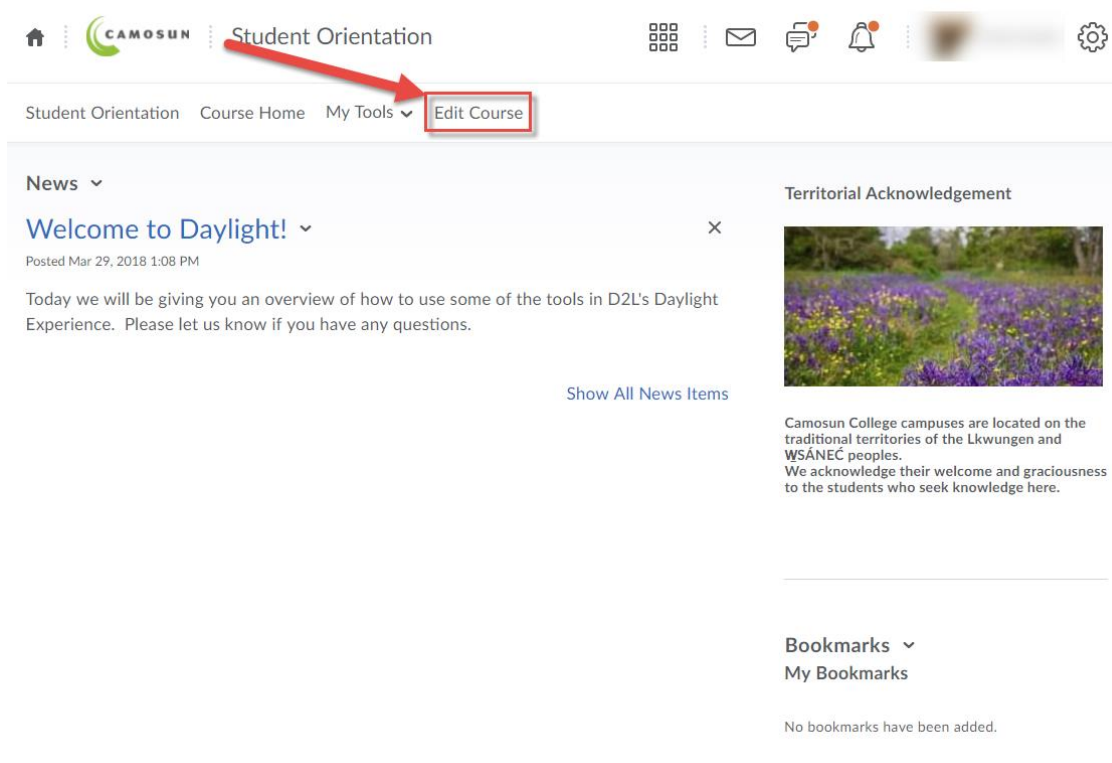 CAMOSUN
Student Orientation
Student Orientation Course Home My Tools Edit Course
News
Welcome to Daylight!
Posted Mar 29, 2018 1:08 PM
Today we will be giving you an overview of how to use some of the tools in D2L's Daylight
Experience. Please let us know if you have any questions.
Show All News Items
Territorial Acknowledgement
Camosun College campuses are located on the
traditional territories of the Lkwungen and
W̱SÁNEĆ peoples.
We acknowledge their welcome and graciousness
to the students who seek knowledge here.
Bookmarks
My Bookmarks
No bookmarks have been added.